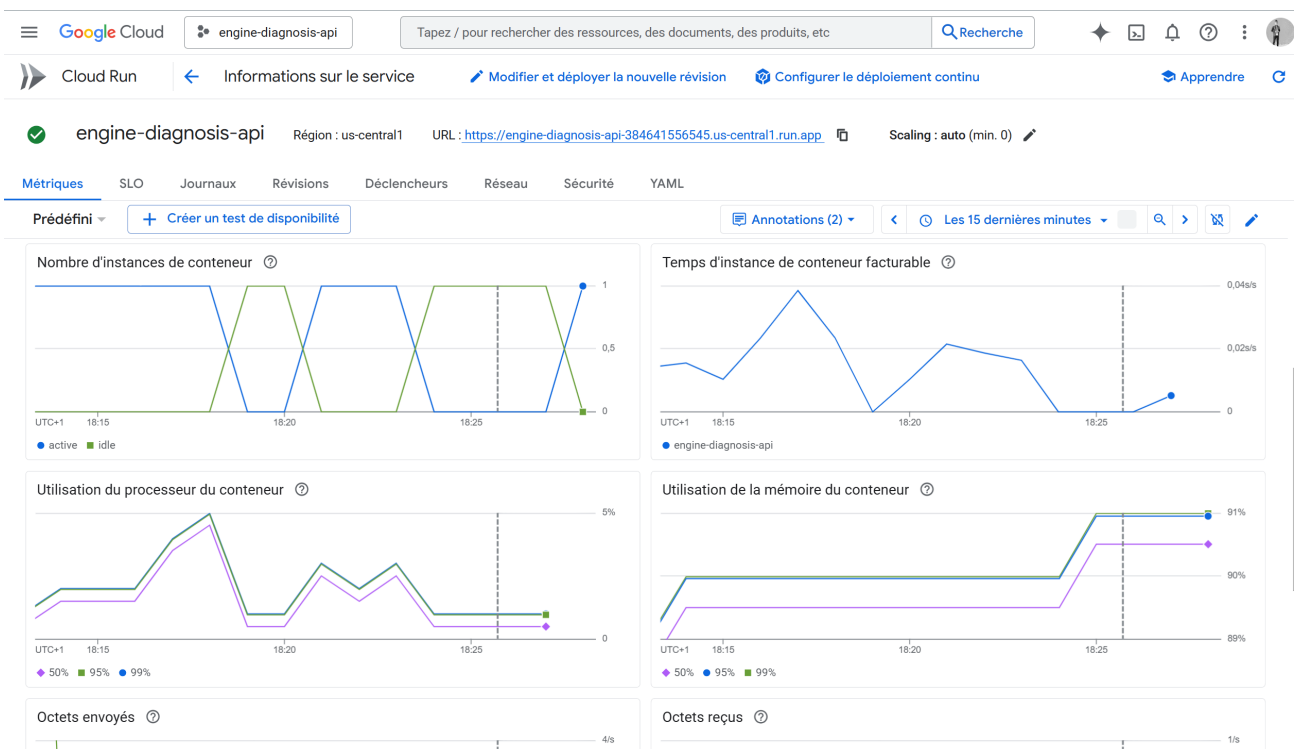 Google Cloud
engine-diagnosis-api
Tapez / pour rechercher des ressources, des documents, des produits, etc
Recherche
Cloud Run
Informations sur le service
Modifier et déployer la nouvelle révision
Configurer le déploiement continu
Apprendre
engine-diagnosis-api
Région : us-central1
URL : https://engine-diagnosis-api-384641556545.us-central1.run.app
Scaling : auto (min. 0)
Métriques
SLO
Journaux
Révisions
Déclencheurs
Réseau
Sécurité
YAML
Prédéfini
Créer un test de disponibilité
Annotations (2)
Les 15 dernières minutes
Nombre d'instances de conteneur
1
0,5
0
UTC+1 18:15 18:20 18:25
active idle
Temps d'instance de conteneur facturable
0,04s/s
0,02s/s
0
UTC+1 18:15 18:20 18:25
engine-diagnosis-api
Utilisation du processeur du conteneur
5%
0
UTC+1 18:15 18:20 18:25
50% 95% 99%
Utilisation de la mémoire du conteneur
91%
90%
89%
UTC+1 18:15 18:20 18:25
50% 95% 99%
Octets envoyés
4/s
Octets reçus
1/s